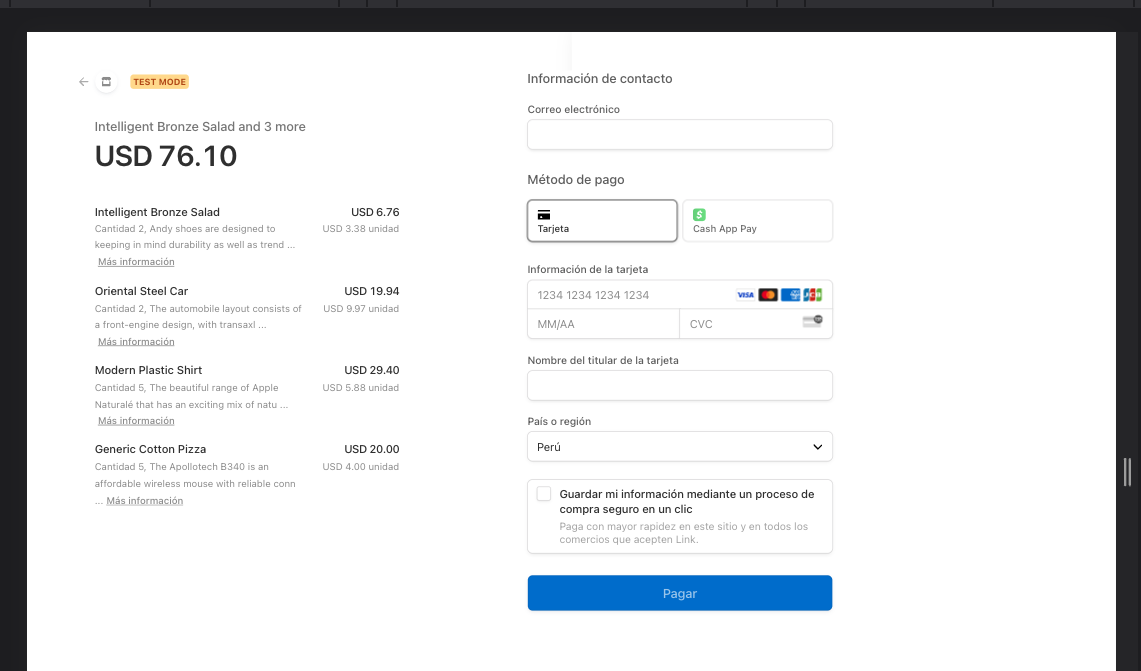 TEST MODE
Intelligent Bronze Salad and 3 more
USD 76.10
Intelligent Bronze Salad USD 6.76
Cantidad 2, Andy shoes are designed to USD 3.38 unidad
keeping in mind durability as well as trend ...
Más información
Oriental Steel Car USD 19.94
Cantidad 2, The automobile layout consists of USD 9.97 unidad
a front-engine design, with transaxl ...
Más información
Modern Plastic Shirt USD 29.40
Cantidad 5, The beautiful range of Apple USD 5.88 unidad
Naturalé that has an exciting mix of natu ...
Más información
Generic Cotton Pizza USD 20.00
Cantidad 5, The Apollotech B340 is an USD 4.00 unidad
affordable wireless mouse with reliable conn
... Más información
Información de contacto
Correo electrónico
Método de pago
Tarjeta
Cash App Pay
Información de la tarjeta
1234 1234 1234 1234 VISA JCB
MM/AA CVC
Nombre del titular de la tarjeta
País o región
Perú
Guardar mi información mediante un proceso de
compra seguro en un clic
Paga con mayor rapidez en este sitio y en todos los
comercios que acepten Link.
Pagar